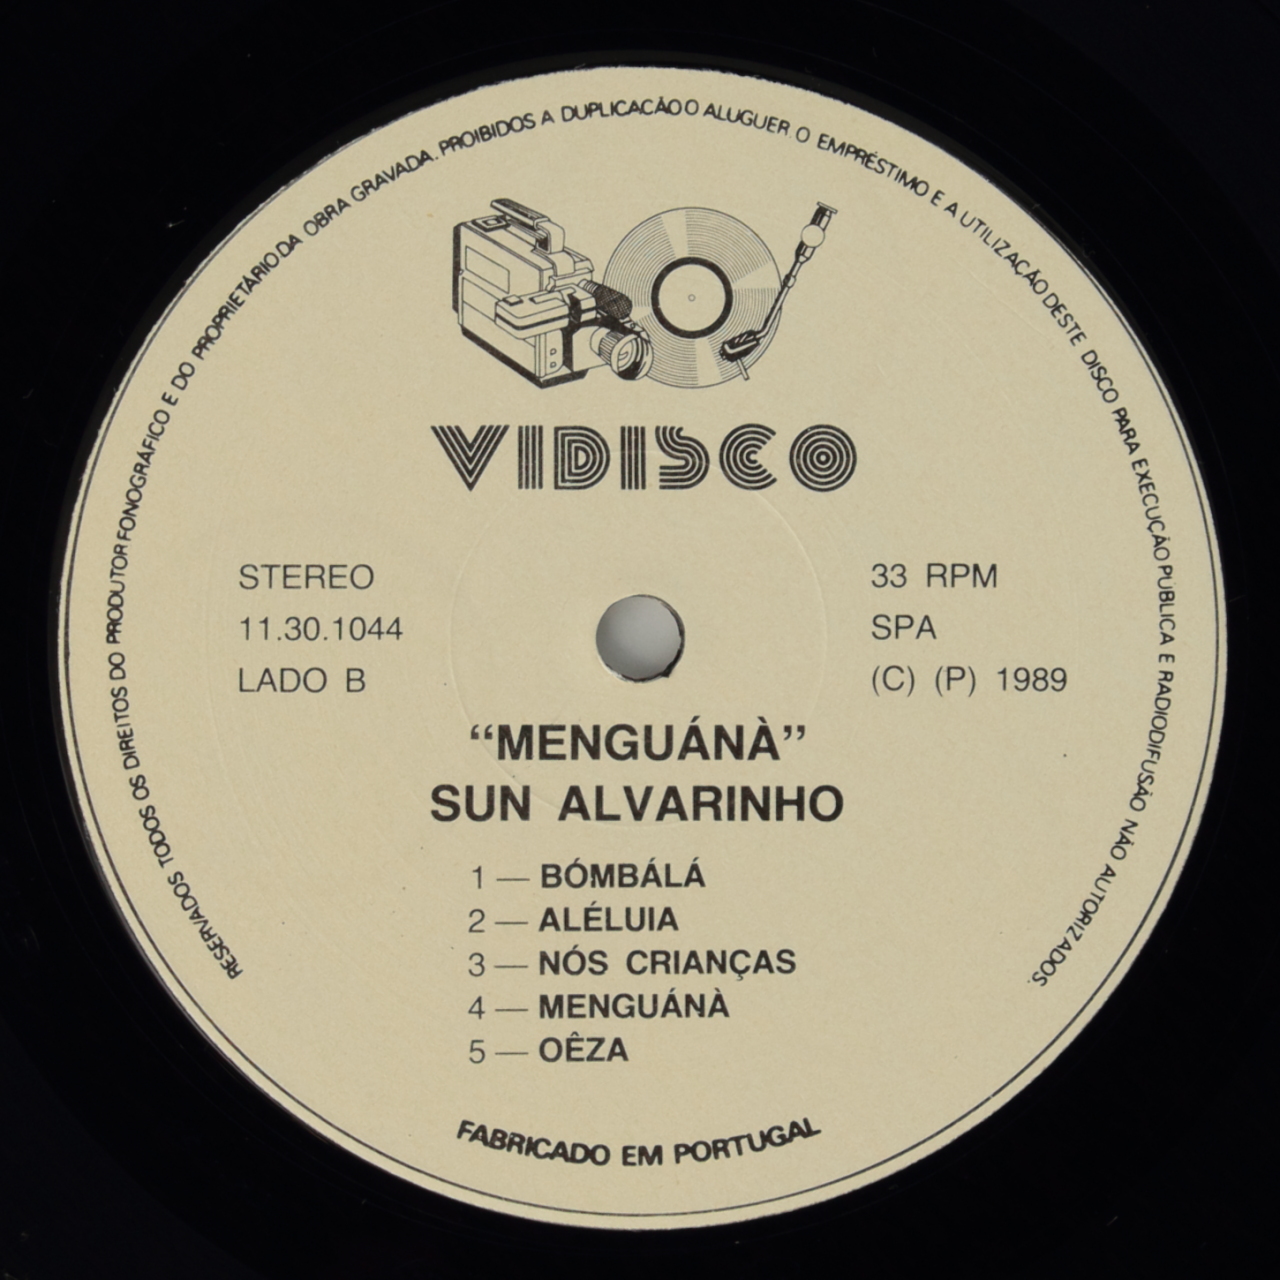 RESERVADOS TODOS OS DIREITOS DO PRODUTOR FONOGRÁFICO E DO PROPRIETÁRIO DA OBRA GRAVADA. PROIBIDOS A DUPLICAÇÃO O ALUGUER O EMPRÉSTIMO E A UTILIZAÇÃO DESTE DISCO PARA EXECUÇÃO PÚBLICA E RADIODIFUSÃO NÃO AUTORIZADOS.
VIDISCO
STEREO
11.30.1044
LADO B
33 RPM
SPA
(C) (P) 1989
“MENGUÁNÀ”
SUN ALVARINHO
1 — BÓMBÁLÁ
2 — ALÉLUIA
3 — NÓS CRIANÇAS
4 — MENGUÁNÀ
5 — OÊZA
FABRICADO EM PORTUGAL